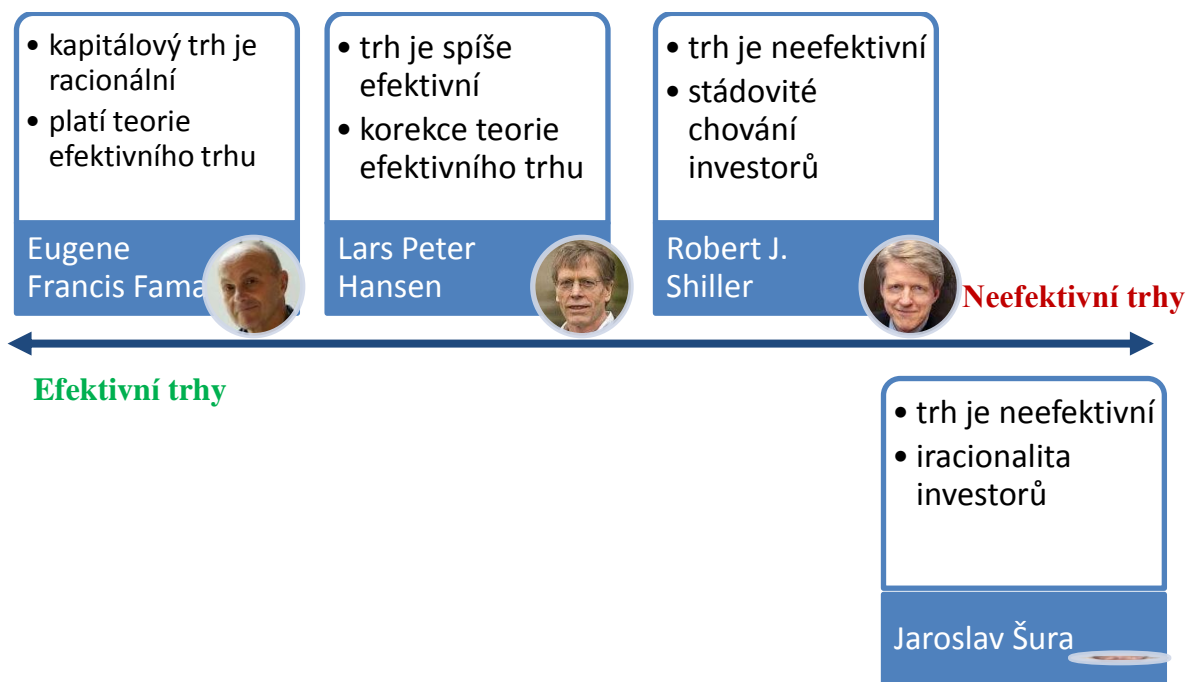 • kapitálový trh je
racionální
• platí teorie
efektivního trhu
Eugene
Francis Fama
• trh je spíše
efektivní
• korekce teorie
efektivního trhu
Lars Peter
Hansen
• trh je neefektivní
• stádovité
chování
investorů
Robert J.
Shiller
Neefektivní trhy
Efektivní trhy
• trh je neefektivní
• iracionalita
investorů
Jaroslav Šura